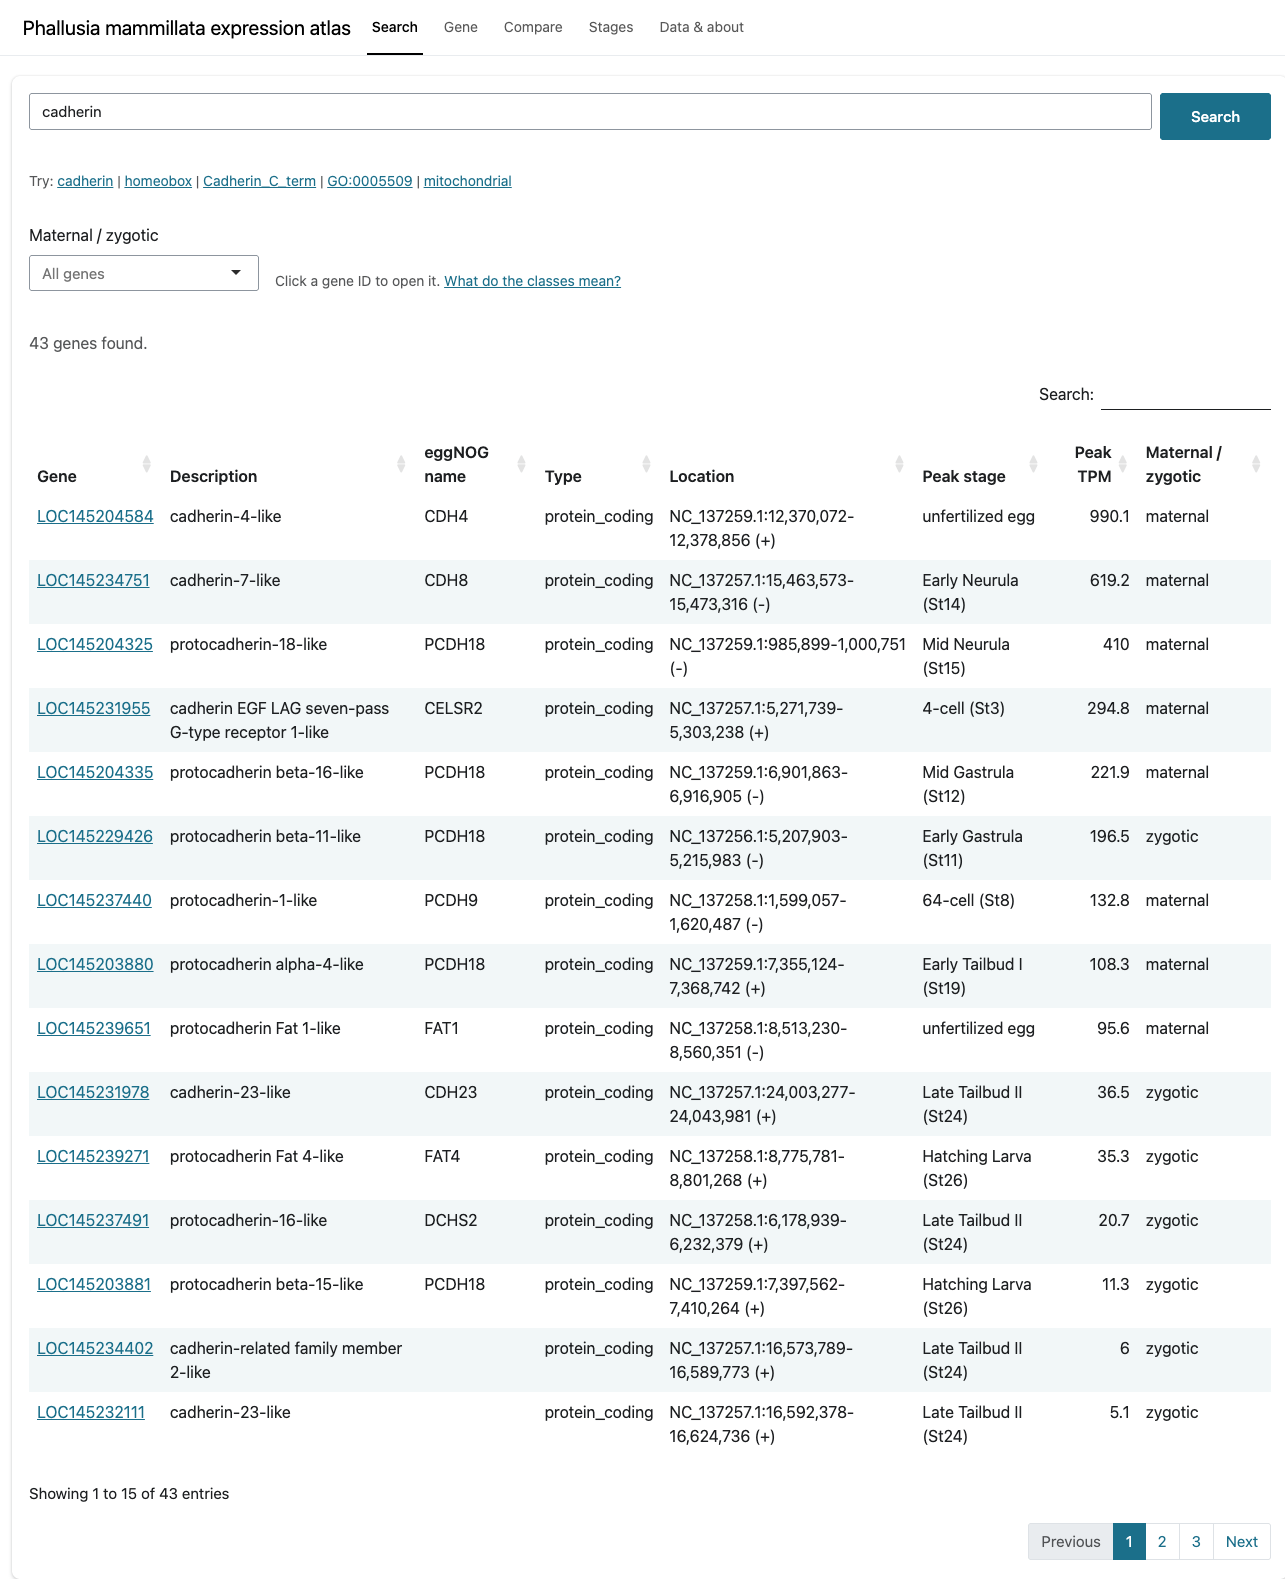 Phallusia mammillata expression atlas Search Gene Compare Stages Data & about
cadherin Search
Try: cadherin | homeobox | Cadherin_C_term | GO:0005509 | mitochondrial
Maternal / zygotic
All genes Click a gene ID to open it. What do the classes mean?
43 genes found.
Search:
Gene Description eggNOG name Type Location Peak stage Peak TPM Maternal / zygotic
LOC145204584 cadherin-4-like CDH4 protein_coding NC_137259.1:12,370,072-12,378,856 (+) unfertilized egg 990.1 maternal
LOC145234751 cadherin-7-like CDH8 protein_coding NC_137257.1:15,463,573-15,473,316 (-) Early Neurula (St14) 619.2 maternal
LOC145204325 protocadherin-18-like PCDH18 protein_coding NC_137259.1:985,899-1,000,751 (-) Mid Neurula (St15) 410 maternal
LOC145231955 cadherin EGF LAG seven-pass G-type receptor 1-like CELSR2 protein_coding NC_137257.1:5,271,739-5,303,238 (+) 4-cell (St3) 294.8 maternal
LOC145204335 protocadherin beta-16-like PCDH18 protein_coding NC_137259.1:6,901,863-6,916,905 (-) Mid Gastrula (St12) 221.9 maternal
LOC145229426 protocadherin beta-11-like PCDH18 protein_coding NC_137256.1:5,207,903-5,215,983 (-) Early Gastrula (St11) 196.5 zygotic
LOC145237440 protocadherin-1-like PCDH9 protein_coding NC_137258.1:1,599,057-1,620,487 (-) 64-cell (St8) 132.8 maternal
LOC145203880 protocadherin alpha-4-like PCDH18 protein_coding NC_137259.1:7,355,124-7,368,742 (+) Early Tailbud I (St19) 108.3 maternal
LOC145239651 protocadherin Fat 1-like FAT1 protein_coding NC_137258.1:8,513,230-8,560,351 (-) unfertilized egg 95.6 maternal
LOC145231978 cadherin-23-like CDH23 protein_coding NC_137257.1:24,003,277-24,043,981 (+) Late Tailbud II (St24) 36.5 zygotic
LOC145239271 protocadherin Fat 4-like FAT4 protein_coding NC_137258.1:8,775,781-8,801,268 (+) Hatching Larva (St26) 35.3 zygotic
LOC145237491 protocadherin-16-like DCHS2 protein_coding NC_137258.1:6,178,939-6,232,379 (+) Late Tailbud II (St24) 20.7 zygotic
LOC145203881 protocadherin beta-15-like PCDH18 protein_coding NC_137259.1:7,397,562-7,410,264 (+) Hatching Larva (St26) 11.3 zygotic
LOC145234402 cadherin-related family member 2-like protein_coding NC_137257.1:16,573,789-16,589,773 (+) Late Tailbud II (St24) 6 zygotic
LOC145232111 cadherin-23-like protein_coding NC_137257.1:16,592,378-16,624,736 (+) Late Tailbud II (St24) 5.1 zygotic
Showing 1 to 15 of 43 entries
Previous 1 2 3 Next